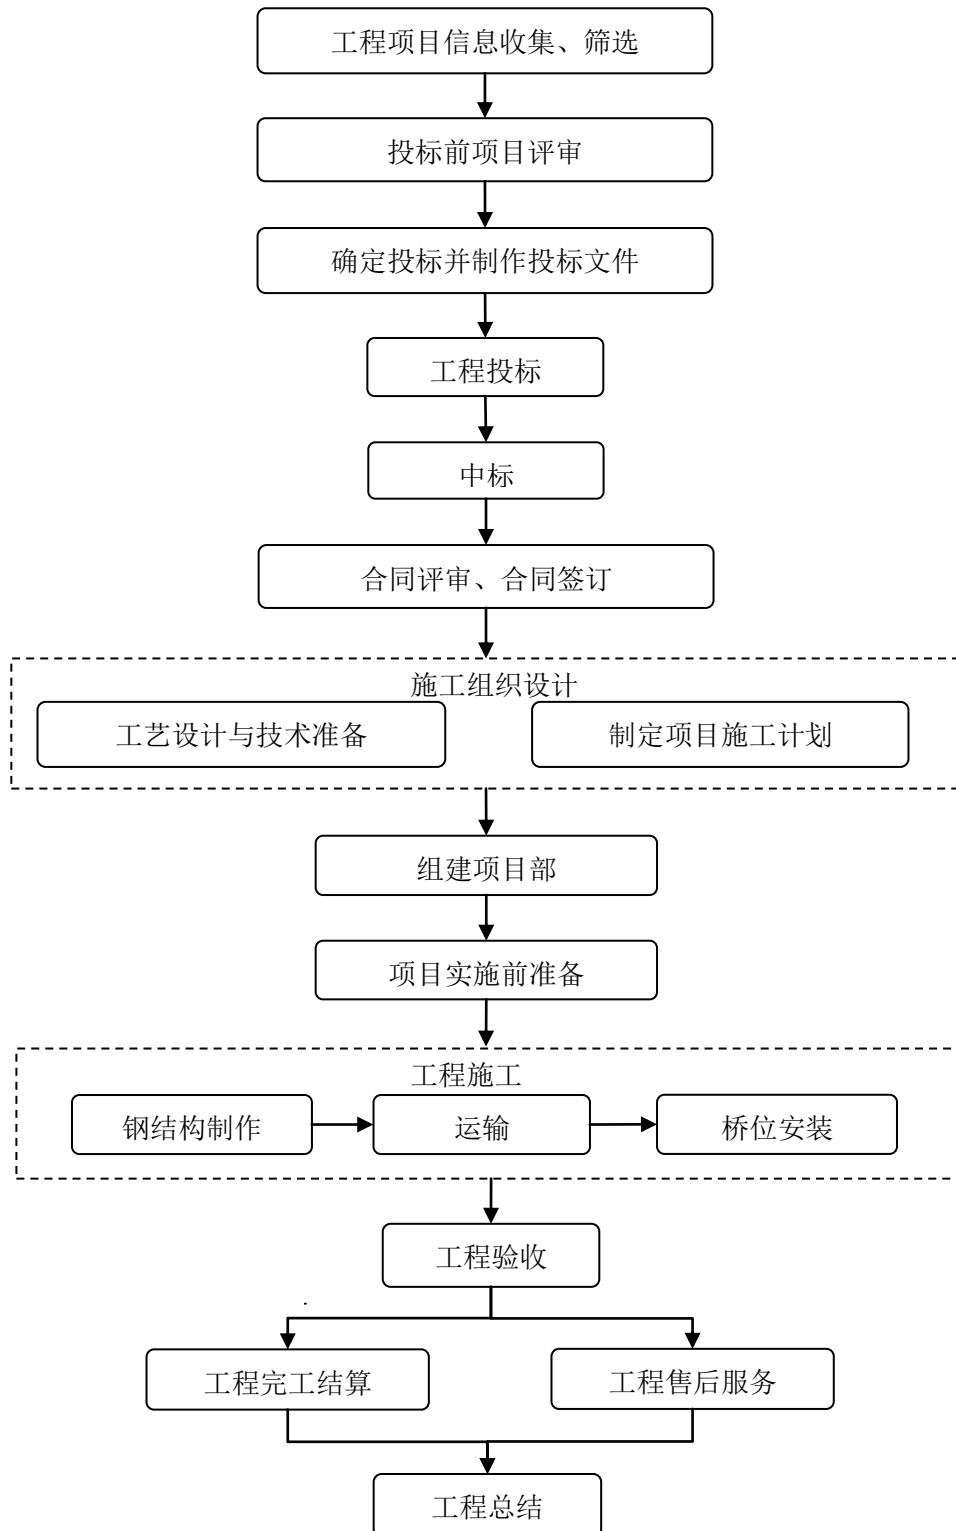 工程项目信息收集、筛选
投标前项目评审
确定投标并制作投标文件
工程投标
中标
合同评审、合同签订
施工组织设计
工艺设计与技术准备
制定项目施工计划
组建项目部
项目实施前准备
工程施工
钢结构制作
运输
桥位安装
工程验收
工程完工结算
工程售后服务
工程总结